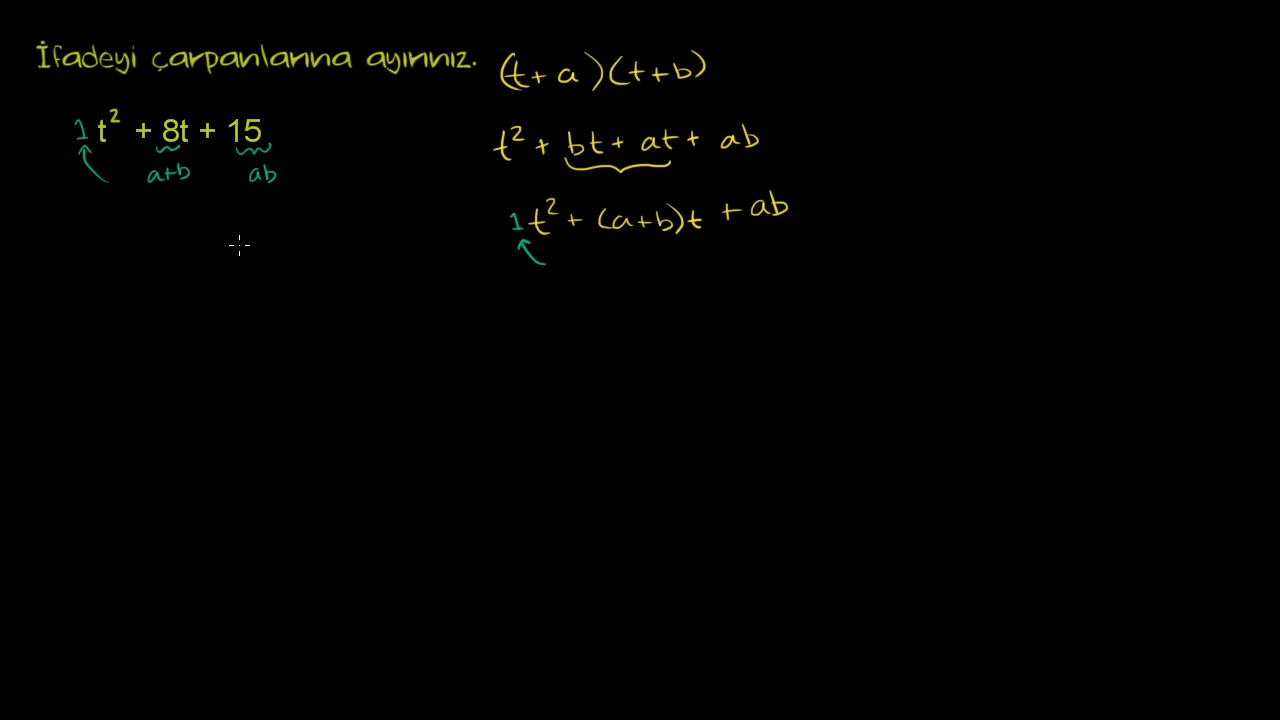 İfadeyi çarpanlarına ayırınız.
1t² + 8t + 15
a+b ab
(t+a)(t+b)
t² + bt + at + ab
1t² + (a+b)t + ab